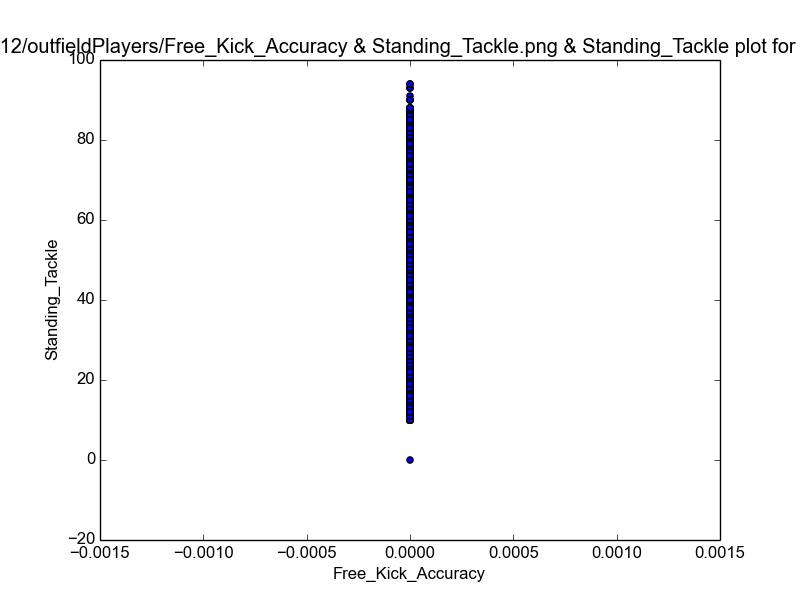 12/outfieldPlayers/Free_Kick_Accuracy & Standing_Tackle.png & Standing_Tackle plot for
100
80
60
40
20
0
−20
Standing_Tackle
−0.0015 −0.0010 −0.0005 0.0000 0.0005 0.0010 0.0015
Free_Kick_Accuracy